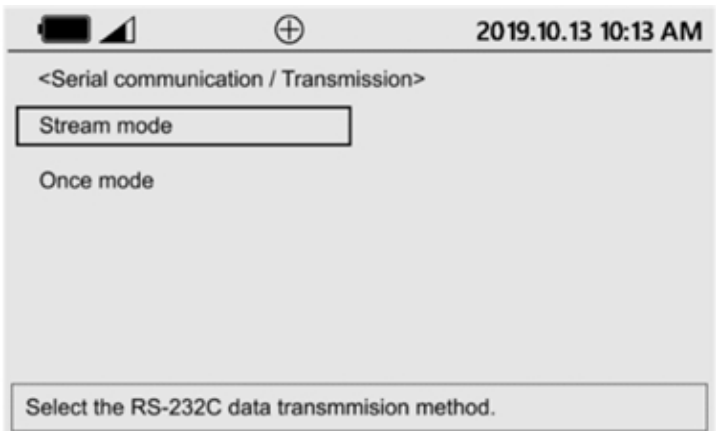 2019.10.13 10:13 AM
<Serial communication / Transmission>
Stream mode
Once mode
Select the RS-232C data transmmision method.